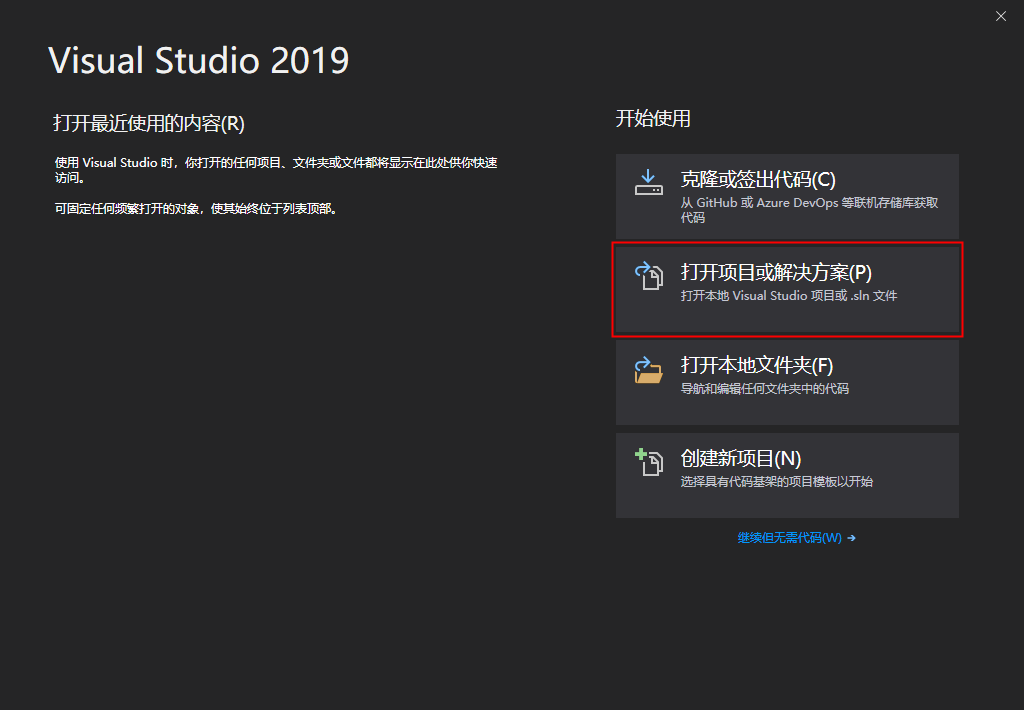 Visual Studio 2019
打开最近使用的内容(R)
使用 Visual Studio 时，你打开的任何项目、文件夹或文件都将显示在此处供你快速
访问。
可固定任何频繁打开的对象，使其始终位于列表顶部。
开始使用
克隆或签出代码(C)
从 GitHub 或 Azure DevOps 等联机存储库获取
代码
打开项目或解决方案(P)
打开本地 Visual Studio 项目或 .sln 文件
打开本地文件夹(F)
导航和编辑任何文件夹中的代码
创建新项目(N)
选择具有代码基架的项目模板以开始
继续但无需代码(W) →